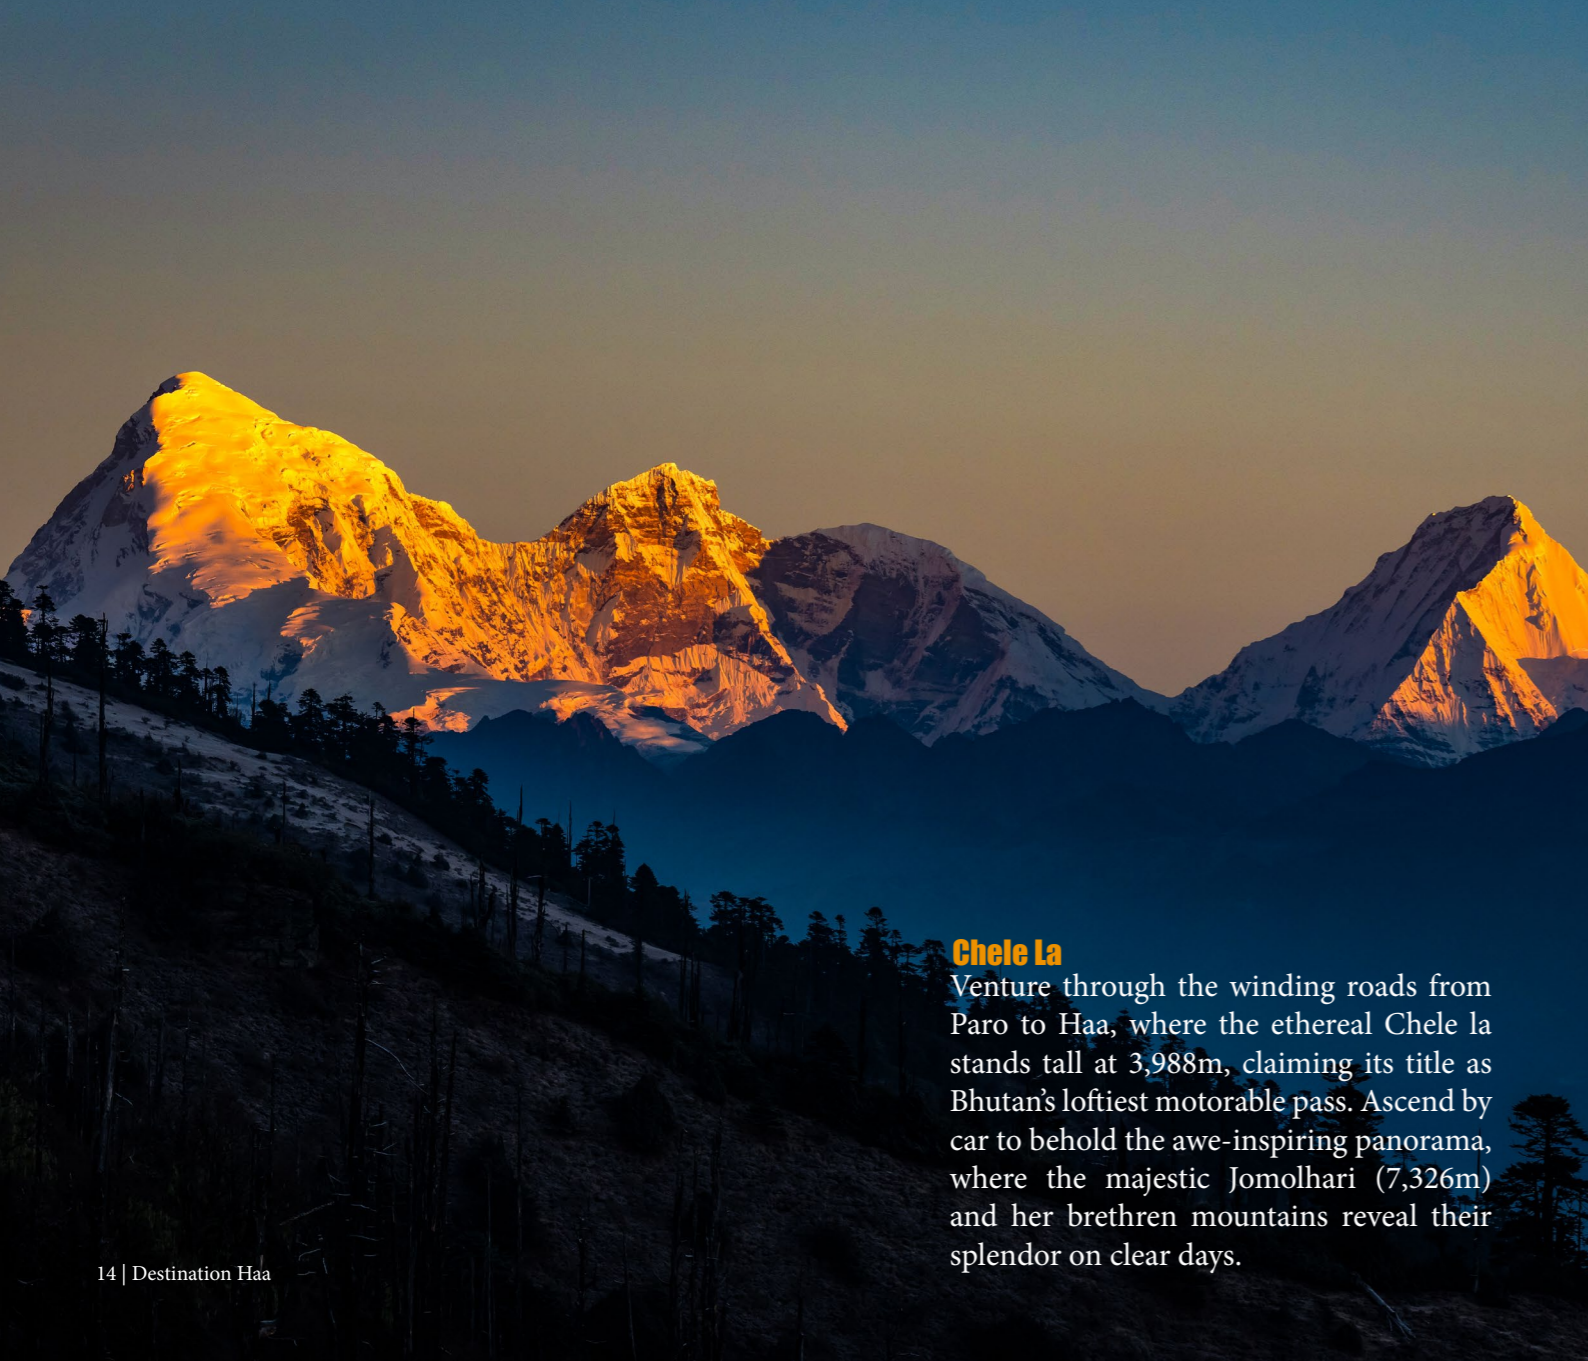 Chele La
Venture through the winding roads from
Paro to Haa, where the ethereal Chele la
stands tall at 3,988m, claiming its title as
Bhutan’s loftiest motorable pass. Ascend by
car to behold the awe-inspiring panorama,
where the majestic Jomolhari (7,326m)
and her brethren mountains reveal their
splendor on clear days.
14 | Destination Haa